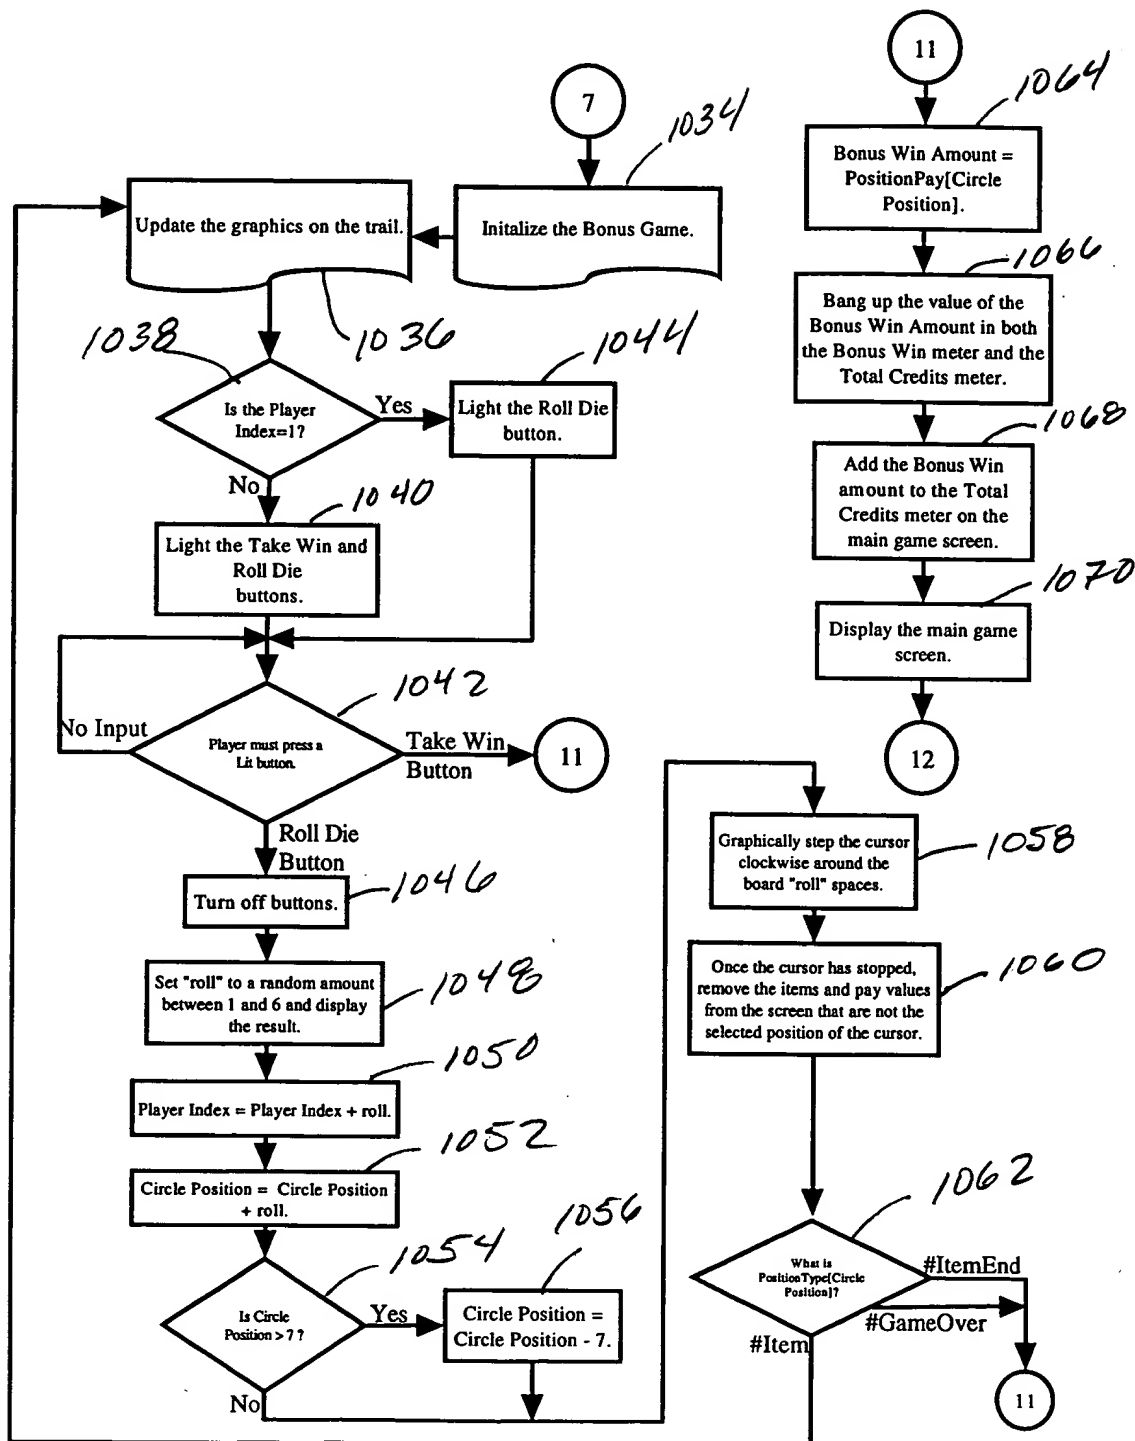 7
1034
Initalize the Bonus Game.
Update the graphics on the trail.
1036
1038
Is the Player
Index=1?
Yes
1044
Light the Roll Die
button.
No
1040
Light the Take Win and
Roll Die
buttons.
1042
Player must press a
Lit button.
No Input
Take Win
Button
11
Roll Die
Button
1046
Turn off buttons.
1048
Set "roll" to a random amount
between 1 and 6 and display
the result.
1050
Player Index = Player Index + roll.
1052
Circle Position = Circle Position
+ roll.
1054
Is Circle
Position > 7 ?
Yes
1056
Circle Position =
Circle Position - 7.
No
11
1064
Bonus Win Amount =
PositionPay[Circle
Position].
1066
Bang up the value of the
Bonus Win Amount in both
the Bonus Win meter and the
Total Credits meter.
1068
Add the Bonus Win
amount to the Total
Credits meter on the
main game screen.
1070
Display the main game
screen.
12
1058
Graphically step the cursor
clockwise around the
board "roll" spaces.
1060
Once the cursor has stopped,
remove the items and pay values
from the screen that are not the
selected position of the cursor.
1062
What is
PositionType[Circle
Position]?
#ItemEnd
#GameOver
#Item
11